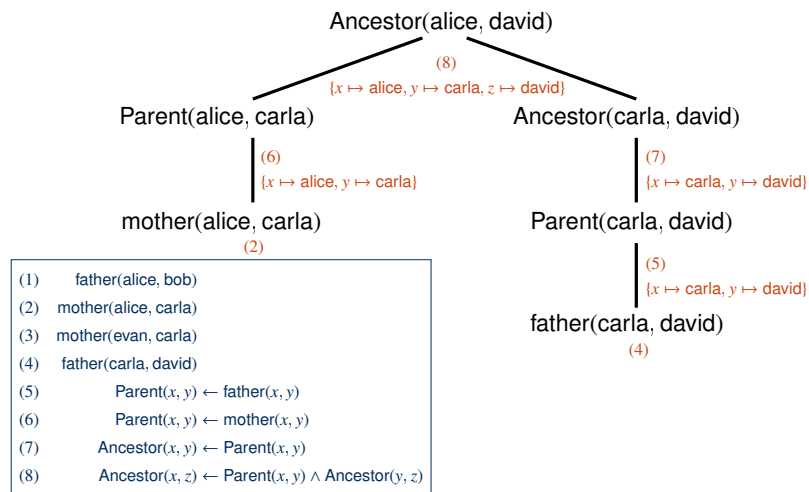 Ancestor(alice, david)
(8)
{x ↦ alice, y ↦ carla, z ↦ david}
Parent(alice, carla)
Ancestor(carla, david)
(6)
{x ↦ alice, y ↦ carla}
(7)
{x ↦ carla, y ↦ david}
mother(alice, carla)
(2)
Parent(carla, david)
(5)
{x ↦ carla, y ↦ david}
father(carla, david)
(4)
(1) father(alice, bob)
(2) mother(alice, carla)
(3) mother(evan, carla)
(4) father(carla, david)
(5) Parent(x, y) ← father(x, y)
(6) Parent(x, y) ← mother(x, y)
(7) Ancestor(x, y) ← Parent(x, y)
(8) Ancestor(x, z) ← Parent(x, y) ∧ Ancestor(y, z)